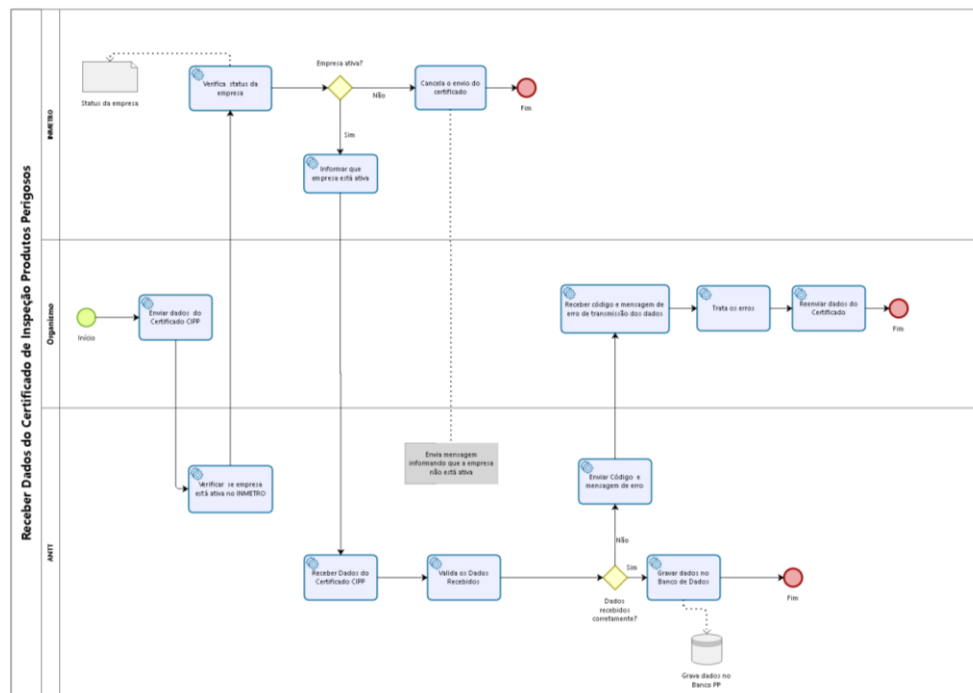 Receber Dados do Certificado de Inspeção Produtos Perigosos
INMETRO
Status da empresa
Verifica status da
empresa
Empresa ativa?
Não
Sim
Cancela o envio do
certificado
Fim
Informar que
empresa está ativa
Organismo
Início
Enviar dados do
Certificado CIPP
Receber código e mensagem de
erro de transmissão dos dados
Trata os erros
Reenviar dados do
Certificado
Fim
ANTT
Verificar se empresa
está ativa no INMETRO
Envia mensagem
informando que a empresa
não está ativa
Enviar Código e
mensagem de erro
Receber Dados do
Certificado CIPP
Valida os Dados
Recebidos
Não
Sim
Dados
recebidos
corretamente?
Gravar dados no
Banco de Dados
Fim
Grava dados no
Banco PP